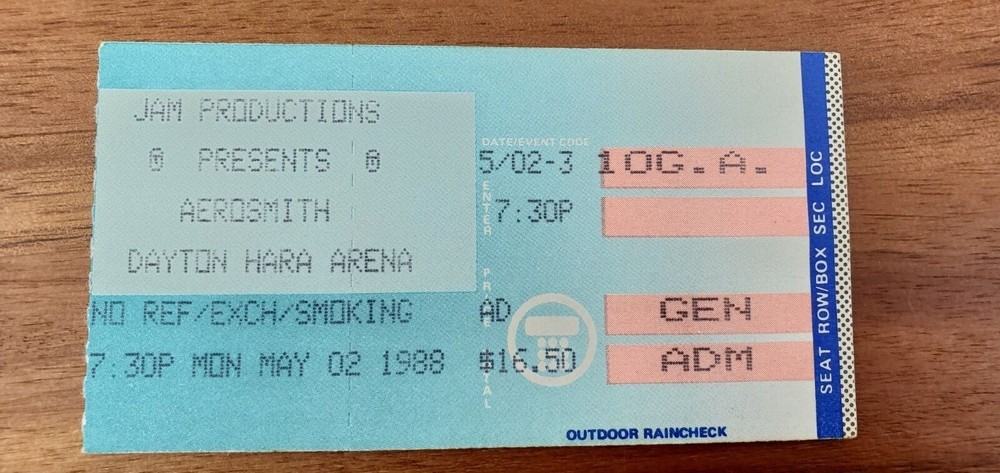 JAM PRODUCTIONS
PRESENTS
AEROSMITH
DAYTON HARA ARENA
NO REF/EXCH/SMOKING
7:30P MON MAY 02 1988
DATE/EVENT CODE
5/02-3
ENTER
7:30P
AD
$16.50
10G.A.
GEN
ADM
SEAT ROW/BOX SEC LOC
OUTDOOR RAINCHECK